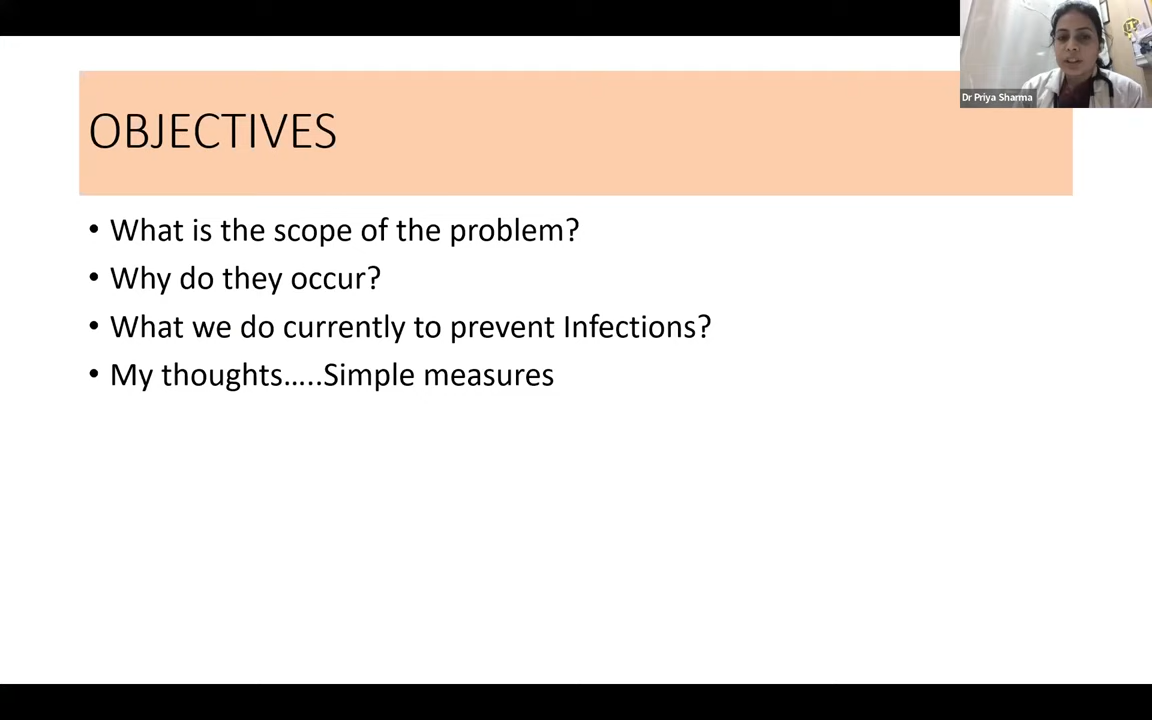 OBJECTIVES
• What is the scope of the problem?
• Why do they occur?
• What we do currently to prevent Infections?
• My thoughts…..Simple measures
Dr Priya Sharma